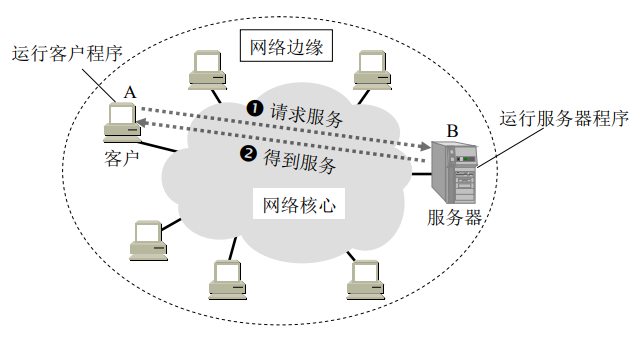 网络边缘
运行客户程序
A
❶ 请求服务
B
运行服务器程序
❷ 得到服务
客户
网络核心
服务器